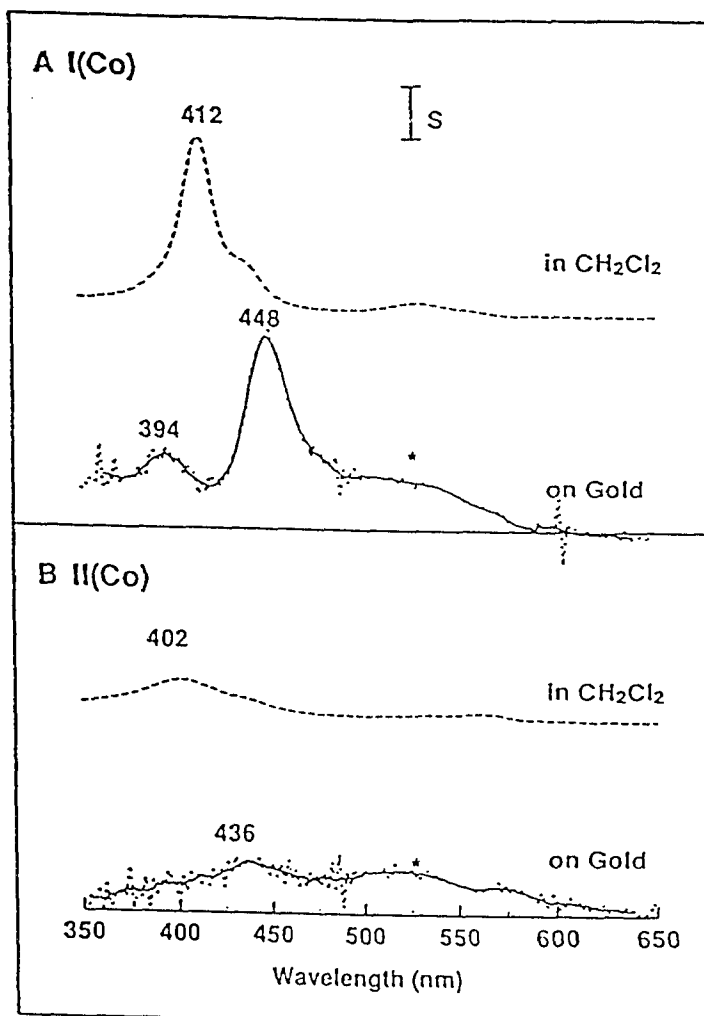 A I(Co)
S
412
in CH₂Cl₂
448
394
*
on Gold
B II(Co)
402
in CH₂Cl₂
436
*
on Gold
350 400 450 500 550 600 650
Wavelength (nm)